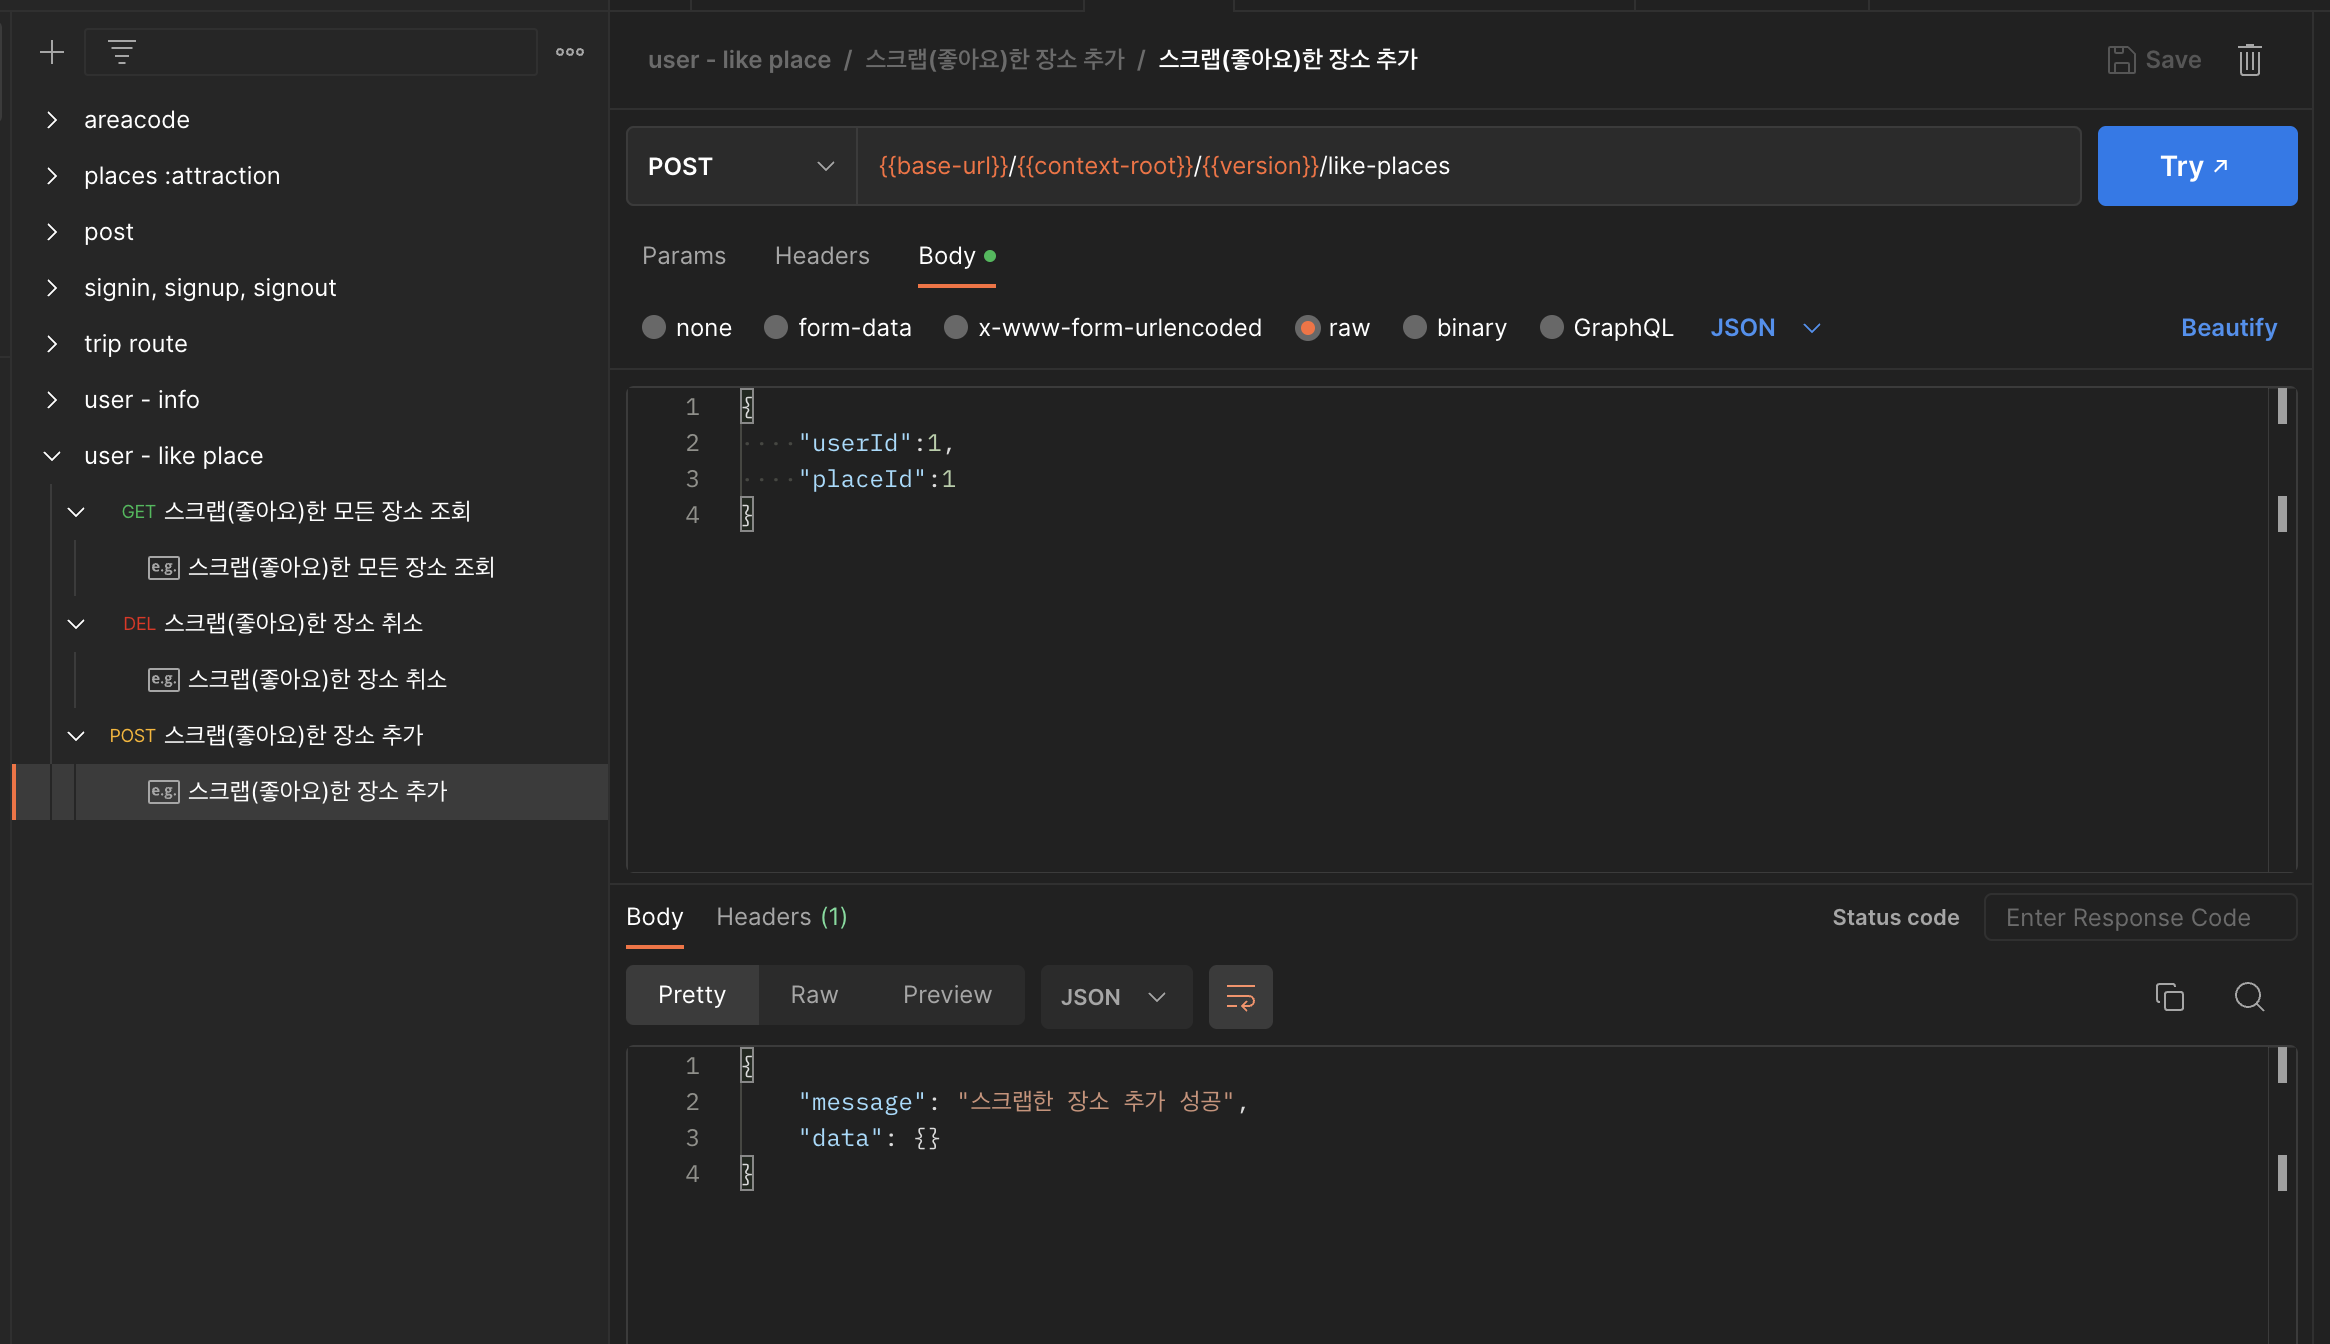 areacode
places :attraction
post
signin, signup, signout
trip route
user - info
user - like place
GET 스크랩(좋아요)한 모든 장소 조회
e.g. 스크랩(좋아요)한 모든 장소 조회
DEL 스크랩(좋아요)한 장소 취소
e.g. 스크랩(좋아요)한 장소 취소
POST 스크랩(좋아요)한 장소 추가
e.g. 스크랩(좋아요)한 장소 추가
user - like place / 스크랩(좋아요)한 장소 추가 / 스크랩(좋아요)한 장소 추가
Save
POST {{base-url}}/{{context-root}}/{{version}}/like-places
Try
Params Headers Body
none form-data x-www-form-urlencoded raw binary GraphQL JSON Beautify
1 {
2 "userId":1,
3 "placeId":1
4 }
Body Headers (1) Status code Enter Response Code
Pretty Raw Preview JSON
1 {
2 "message": "스크랩한 장소 추가 성공",
3 "data": {}
4 }